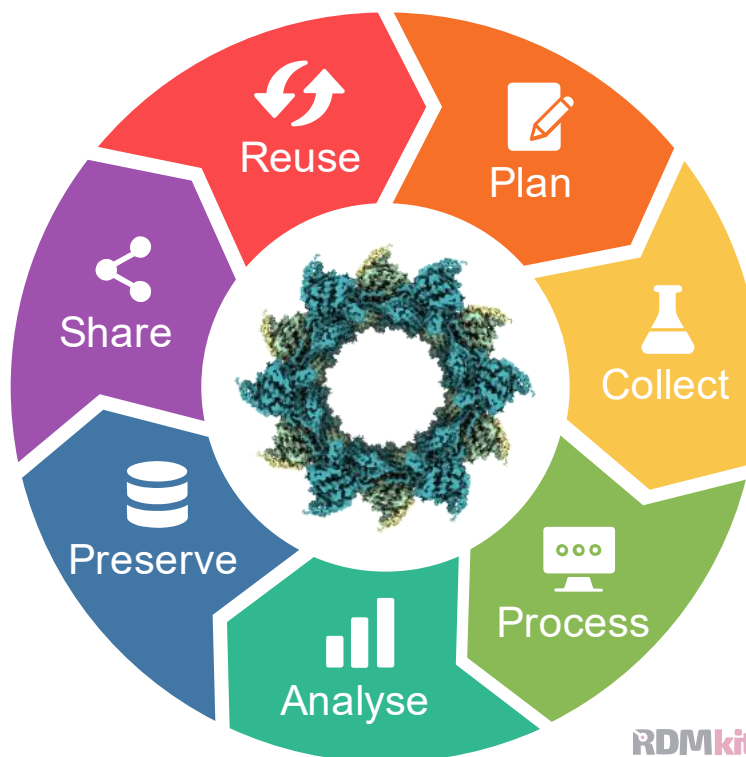 Reuse
Plan
Share
Collect
Preserve
Process
Analyse
RDMkit